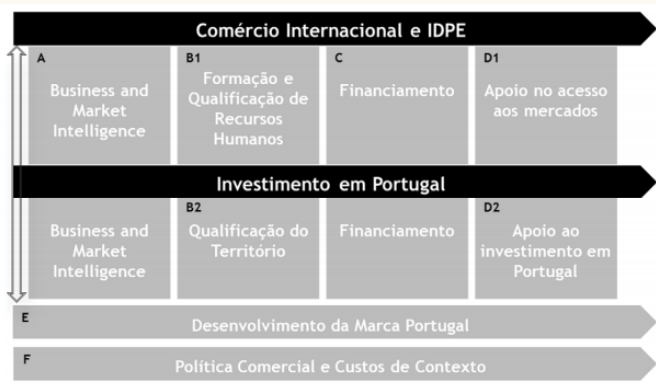 Comércio Internacional e IDPE
A
Business and
Market
Intelligence
B1
Formação e
Qualificação de
Recursos
Humanos
C
Financiamento
D1
Apoio no acesso
aos mercados
Investimento em Portugal
Business and
Market
Intelligence
B2
Qualificação do
Território
Financiamento
D2
Apoio ao
investimento em
Portugal
E
Desenvolvimento da Marca Portugal
F
Política Comercial e Custos de Contexto